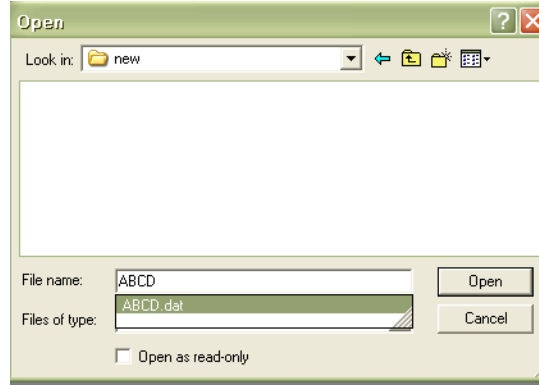 Open
Look in: new
File name: ABCD
ABCD.dat
Files of type:
Open as read-only
Open
Cancel